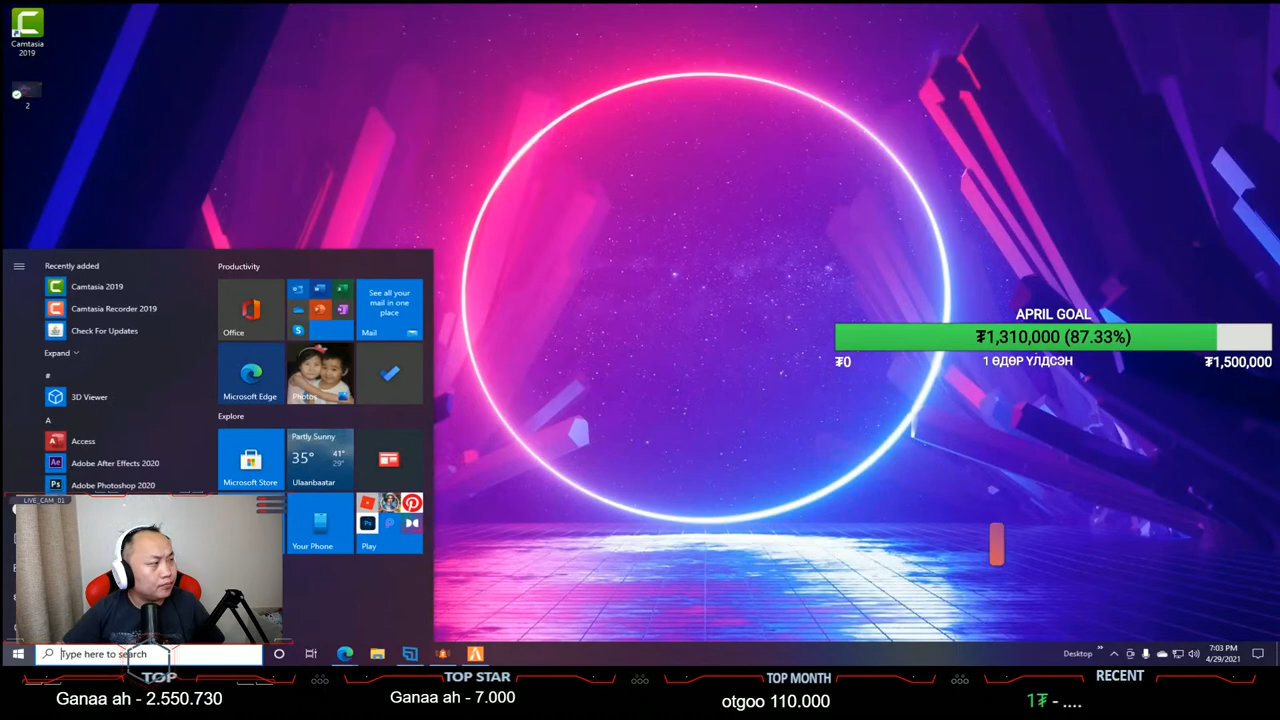 Camtasia
2019
2
Recently added
Camtasia 2019
Camtasia Recorder 2019
Check For Updates
Expand
#
3D Viewer
A
Access
Adobe After Effects 2020
Adobe Photoshop 2020
Productivity
Office
See all your
mail in one
place
Mail
Microsoft Edge
Photos
Explore
Microsoft Store
Partly Sunny
35° 41°
29°
Ulaanbaatar
Your Phone
Play
APRIL GOAL
₮1,310,000 (87.33%)
₮0 1 ӨДӨР ҮЛДСЭН ₮1,500,000
LIVE_CAM_01
Type here to search
Desktop
7:03 PM
4/29/2021
TOP
Ganaa ah - 2.550.730
TOP STAR
Ganaa ah - 7.000
TOP MONTH
otgoo 110.000
RECENT
1₮ - ....